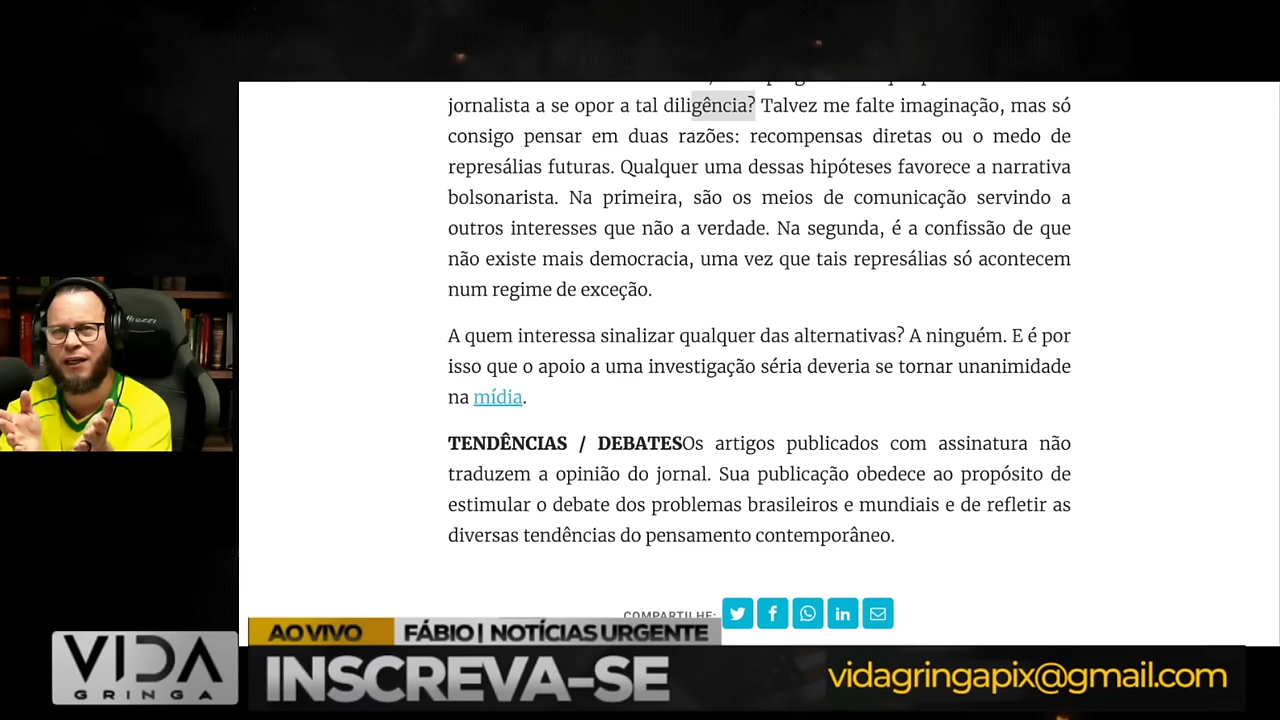 jornalista a se opor a tal diligência? Talvez me falte imaginação, mas só
consigo pensar em duas razões: recompensas diretas ou o medo de
represálias futuras. Qualquer uma dessas hipóteses favorece a narrativa
bolsonarista. Na primeira, são os meios de comunicação servindo a
outros interesses que não a verdade. Na segunda, é a confissão de que
não existe mais democracia, uma vez que tais represálias só acontecem
num regime de exceção.
A quem interessa sinalizar qualquer das alternativas? A ninguém. E é por
isso que o apoio a uma investigação séria deveria se tornar unanimidade
na mídia.
TENDÊNCIAS / DEBATESOs artigos publicados com assinatura não
traduzem a opinião do jornal. Sua publicação obedece ao propósito de
estimular o debate dos problemas brasileiros e mundiais e de refletir as
diversas tendências do pensamento contemporâneo.
COMPARTILHE:
AO VIVO FÁBIO | NOTÍCIAS URGENTE
VIDA
GRINGA
INSCREVA-SE
vidagringapix@gmail.com
Arozzi